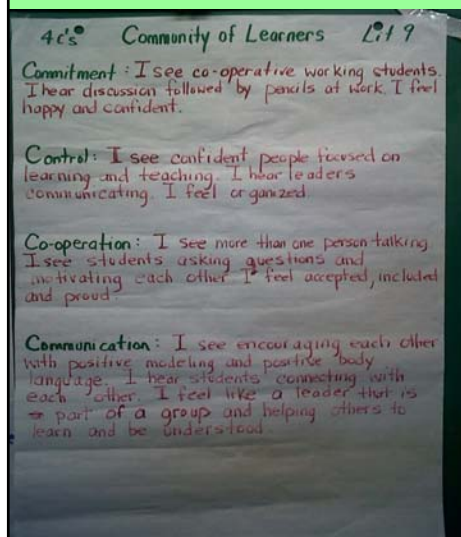 4c's Community of Learners Lit 9
Commitment: I see co-operative working students.
I hear discussion followed by pencils at work. I feel
happy and confident.
Control: I see confident people focused on
learning and teaching. I hear leaders
communicating. I feel organized.
Co-operation: I see more than one person talking.
I see students asking questions and
motivating each other I feel accepted, included
and proud.
Communication: I see encouraging each other
with positive modeling and positive body
language. I hear students connecting with
each other. I feel like a leader that is
part of a group and helping others to
learn and be understood.